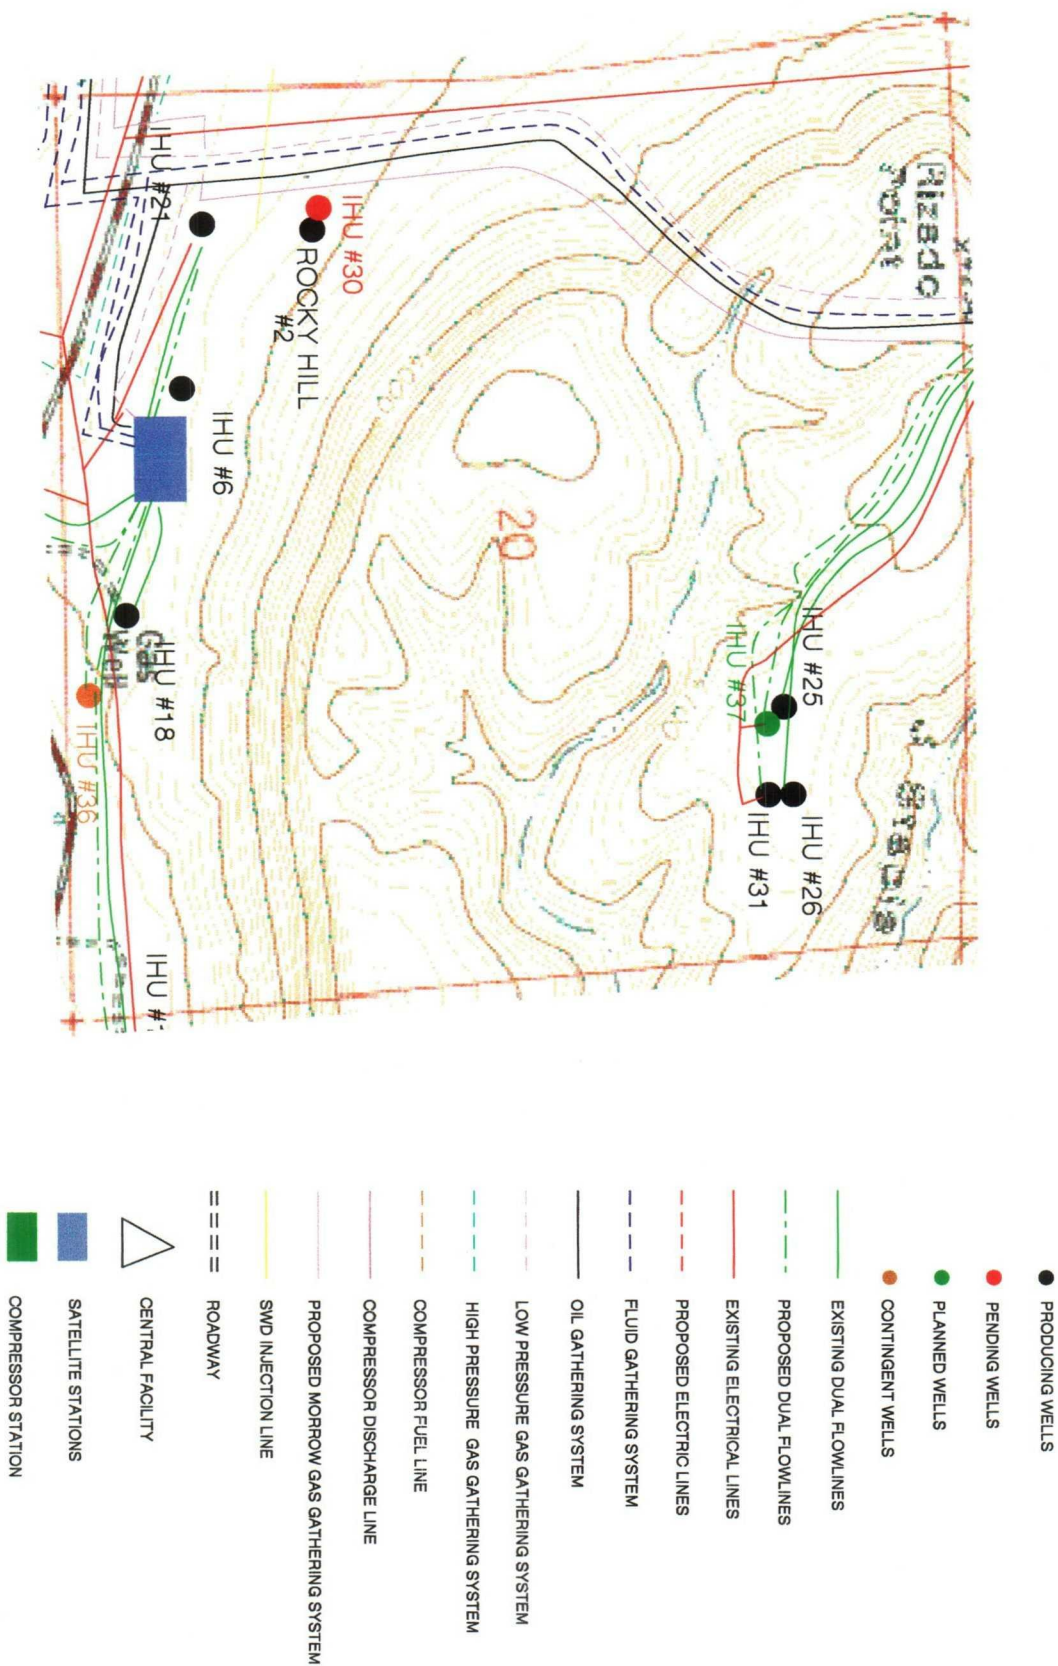 IHU #21
IHU #30
ROCKY HILL
#2
IHU #6
20
IHU #25
IHU #37
IHU #26
IHU #31
Gas
Well
IHU #18
IHU #36
Point
PRODUCING WELLS
PENDING WELLS
PLANNED WELLS
CONTINGENT WELLS
EXISTING DUAL FLOWLINES
PROPOSED DUAL FLOWLINES
EXISTING ELECTRICAL LINES
PROPOSED ELECTRIC LINES
FLUID GATHERING SYSTEM
OIL GATHERING SYSTEM
LOW PRESSURE GAS GATHERING SYSTEM
HIGH PRESSURE GAS GATHERING SYSTEM
COMPRESSOR FUEL LINE
COMPRESSOR DISCHARGE LINE
PROPOSED MORROW GAS GATHERING SYSTEM
SWD INJECTION LINE
ROADWAY
CENTRAL FACILITY
SATELLITE STATIONS
COMPRESSOR STATION